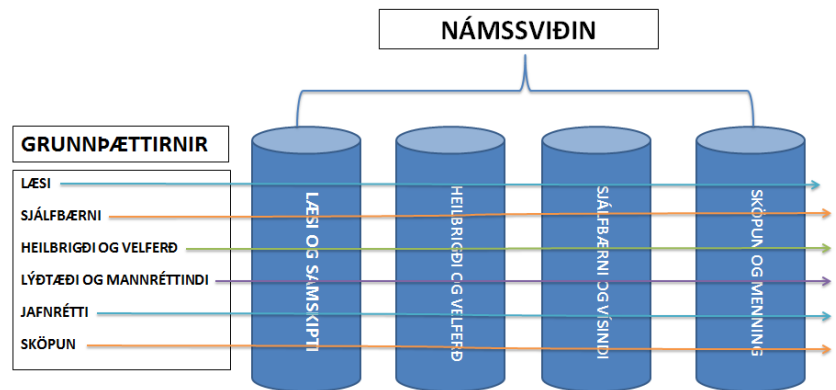 NÁMSSVIÐIN
GRUNNÞÆTTIRNIR
LÆSI
SJÁLFBÆRNI
HEILBRIGÐI OG VELFERÐ
LÝÐTÆÐI OG MANNRÉTTINDI
JAFNRÉTTI
SKÖPUN
LÆSI OG SAMSKIPTI
HEILBRIGÐI OG VELFERÐ
SJÁLFBÆRNI OG VÍSINDI
SKÖPUN OG MENNING